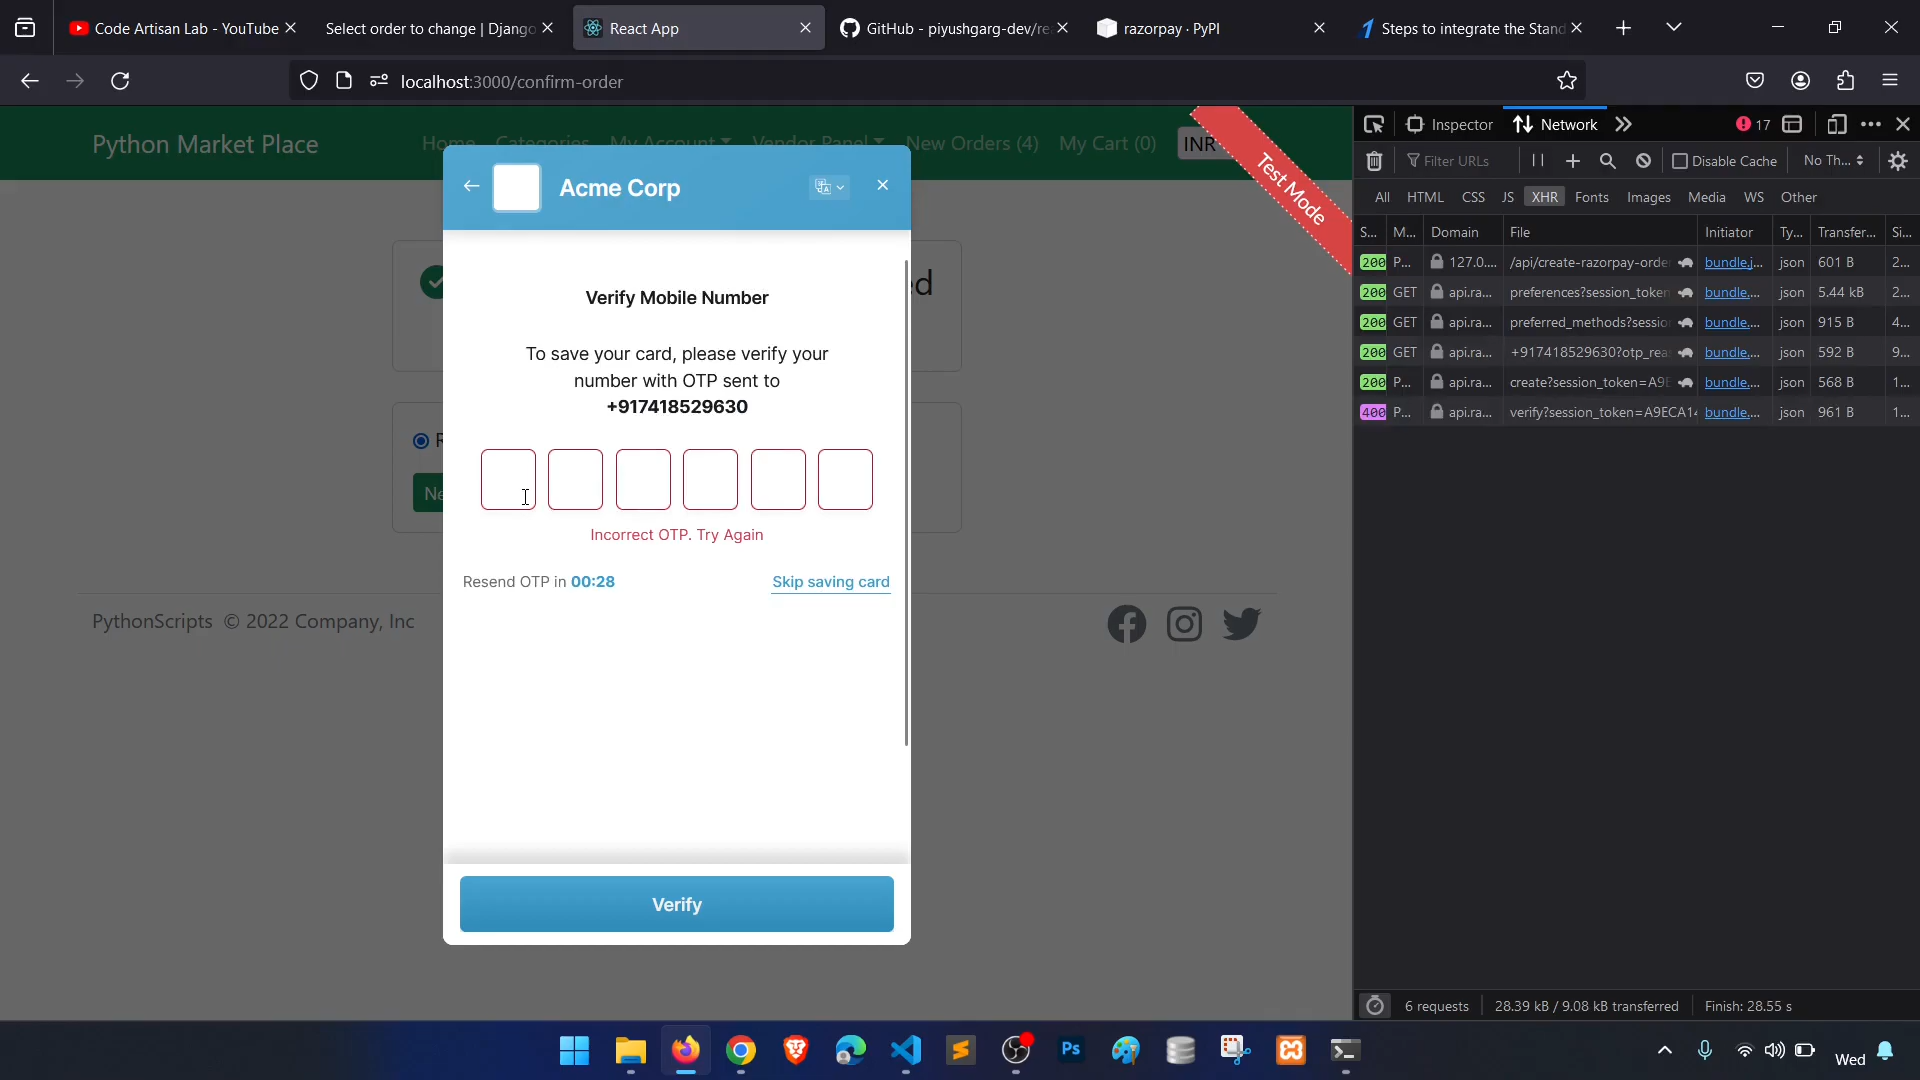 Code Artisan Lab - YouTube
Select order to change | Django
React App
GitHub - piyushgarg-dev/re
razorpay · PyPI
Steps to integrate the Stand
localhost:3000/confirm-order
Python Market Place
Home
Categories
My Account
Vendor Panel
New Orders (4)
My Cart (0)
INR
Test Mode
Acme Corp
Verify Mobile Number
To save your card, please verify your
number with OTP sent to
+917418529630
Incorrect OTP. Try Again
Resend OTP in 00:28
Skip saving card
Verify
PythonScripts © 2022 Company, Inc
Inspector
Network
17
Filter URLs
Disable Cache
No Th...
All HTML CSS JS XHR Fonts Images Media WS Other
S... M... Domain File Initiator Ty... Transfer... Si...
200 P... 127.0.... /api/create-razorpay-orde bundle.j... json 601 B 2...
200 GET api.ra... preferences?session_token bundle.... json 5.44 kB 2...
200 GET api.ra... preferred_methods?sessio bundle.... json 915 B 4...
200 GET api.ra... +917418529630?otp_rea bundle.... json 592 B 9...
200 P... api.ra... create?session_token=A9E bundle.... json 568 B 1...
400 P... api.ra... verify?session_token=A9ECA14 bundle.... json 961 B 1...
6 requests
28.39 kB / 9.08 kB transferred
Finish: 28.55 s
Ps
Wed